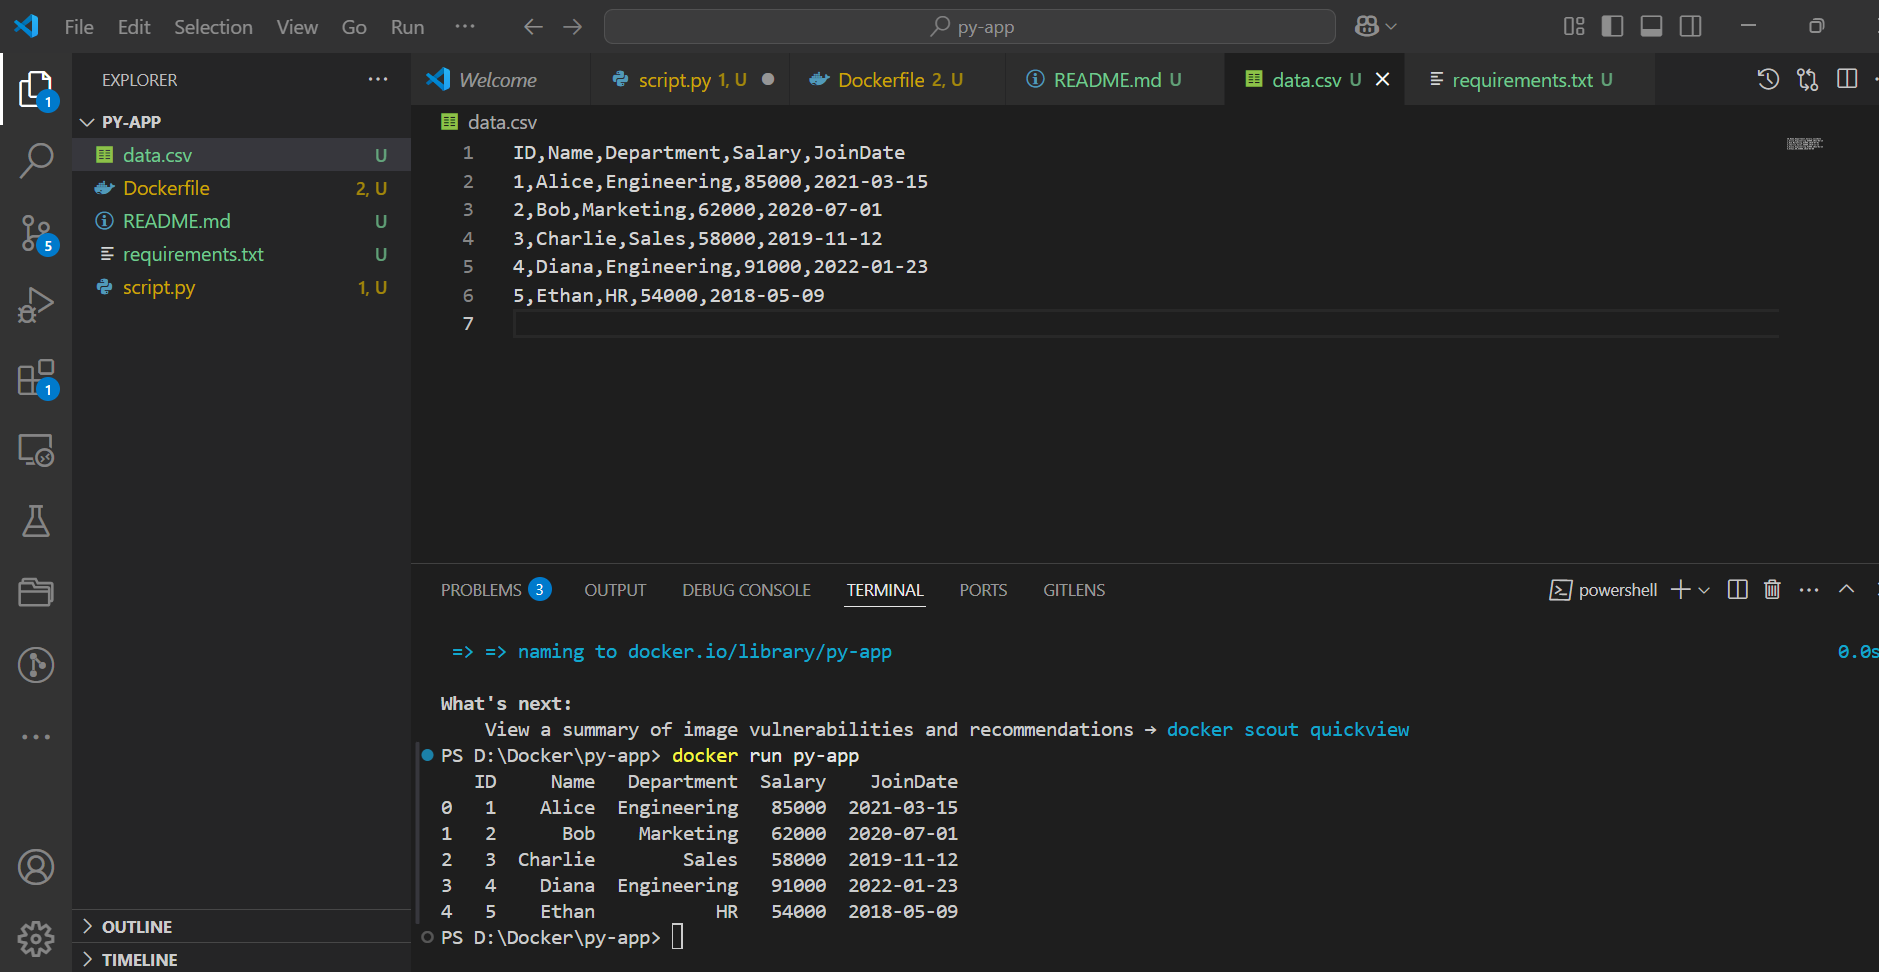 File Edit Selection View Go Run ··· py-app
EXPLORER ···
PY-APP
data.csv U
Dockerfile 2, U
README.md U
requirements.txt U
script.py 1, U
OUTLINE
TIMELINE
1
5
1
Welcome script.py 1, U Dockerfile 2, U README.md U data.csv U requirements.txt U
data.csv
1 ID,Name,Department,Salary,JoinDate
2 1,Alice,Engineering,85000,2021-03-15
3 2,Bob,Marketing,62000,2020-07-01
4 3,Charlie,Sales,58000,2019-11-12
5 4,Diana,Engineering,91000,2022-01-23
6 5,Ethan,HR,54000,2018-05-09
7
PROBLEMS 3 OUTPUT DEBUG CONSOLE TERMINAL PORTS GITLENS powershell
=> => naming to docker.io/library/py-app 0.0s
What's next:
View a summary of image vulnerabilities and recommendations → docker scout quickview
PS D:\Docker\py-app> docker run py-app
ID Name Department Salary JoinDate
0 1 Alice Engineering 85000 2021-03-15
1 2 Bob Marketing 62000 2020-07-01
2 3 Charlie Sales 58000 2019-11-12
3 4 Diana Engineering 91000 2022-01-23
4 5 Ethan HR 54000 2018-05-09
PS D:\Docker\py-app>